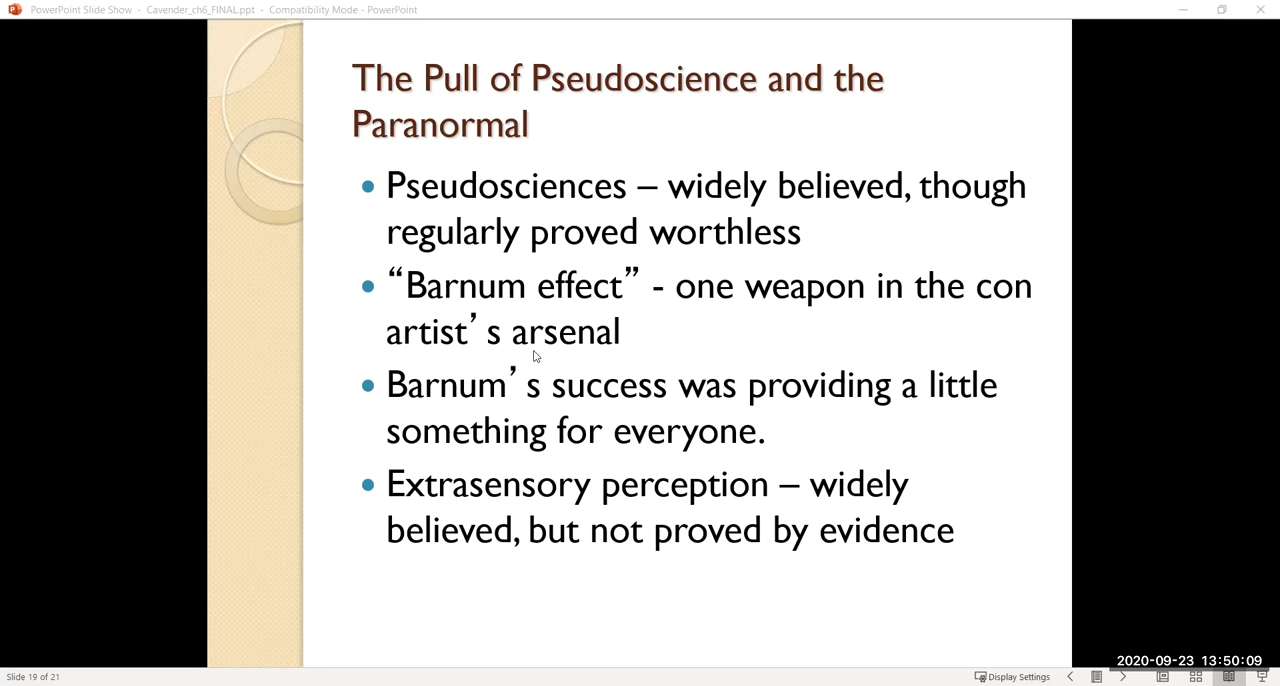 PowerPoint Slide Show - Cavender_ch6_FINAL.ppt - Compatibility Mode - PowerPoint
The Pull of Pseudoscience and the
Paranormal
• Pseudosciences – widely believed, though
regularly proved worthless
• “Barnum effect” - one weapon in the con
artist’s arsenal
• Barnum’s success was providing a little
something for everyone.
• Extrasensory perception – widely
believed, but not proved by evidence
2020-09-23 13:50:09
Slide 19 of 21
Display Settings